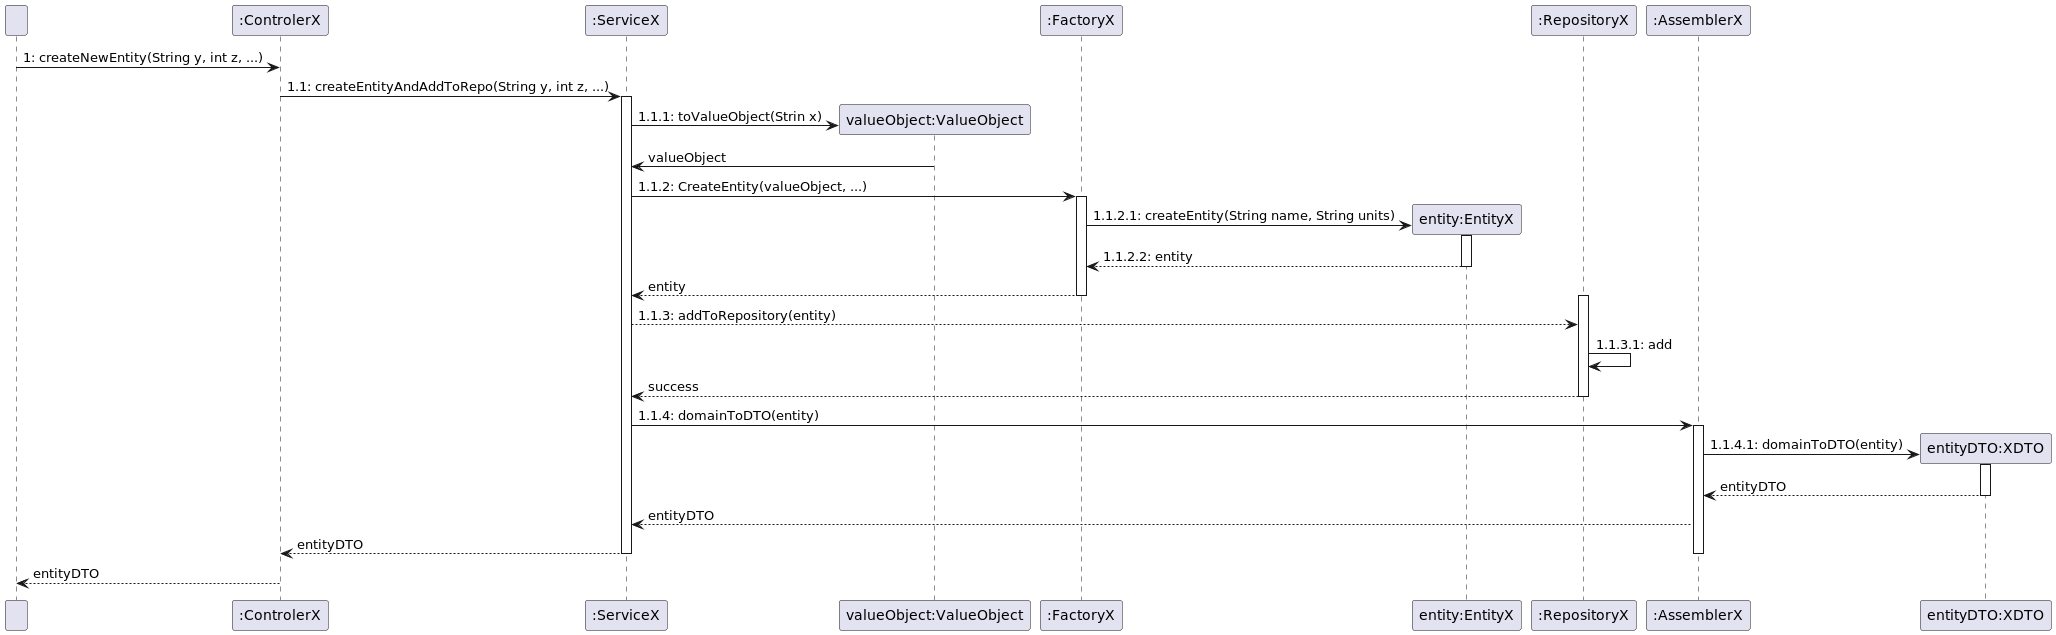 :ControlerX
:ServiceX
:FactoryX
:RepositoryX
:AssemblerX
1: createNewEntity(String y, int z, ...)
1.1: createEntityAndAddToRepo(String y, int z, ...)
1.1.1: toValueObject(Strin x)
valueObject:ValueObject
valueObject
1.1.2: CreateEntity(valueObject, ...)
1.1.2.1: createEntity(String name, String units)
entity:EntityX
1.1.2.2: entity
entity
1.1.3: addToRepository(entity)
1.1.3.1: add
success
1.1.4: domainToDTO(entity)
1.1.4.1: domainToDTO(entity)
entityDTO:XDTO
entityDTO
entityDTO
entityDTO
entityDTO
:ControlerX
:ServiceX
valueObject:ValueObject
:FactoryX
entity:EntityX
:RepositoryX
:AssemblerX
entityDTO:XDTO